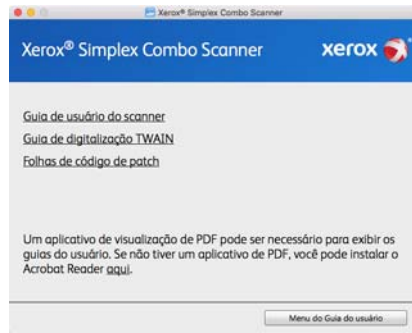 Xerox® Simplex Combo Scanner
Xerox® Simplex Combo Scanner
xerox
Guia de usuário do scanner
Guia de digitalização TWAIN
Folhas de código de patch
Um aplicativo de visualização de PDF pode ser necessário para exibir os
guias do usuário. Se não tiver um aplicativo de PDF, você pode instalar o
Acrobat Reader aqui.
Menu do Guia do usuário